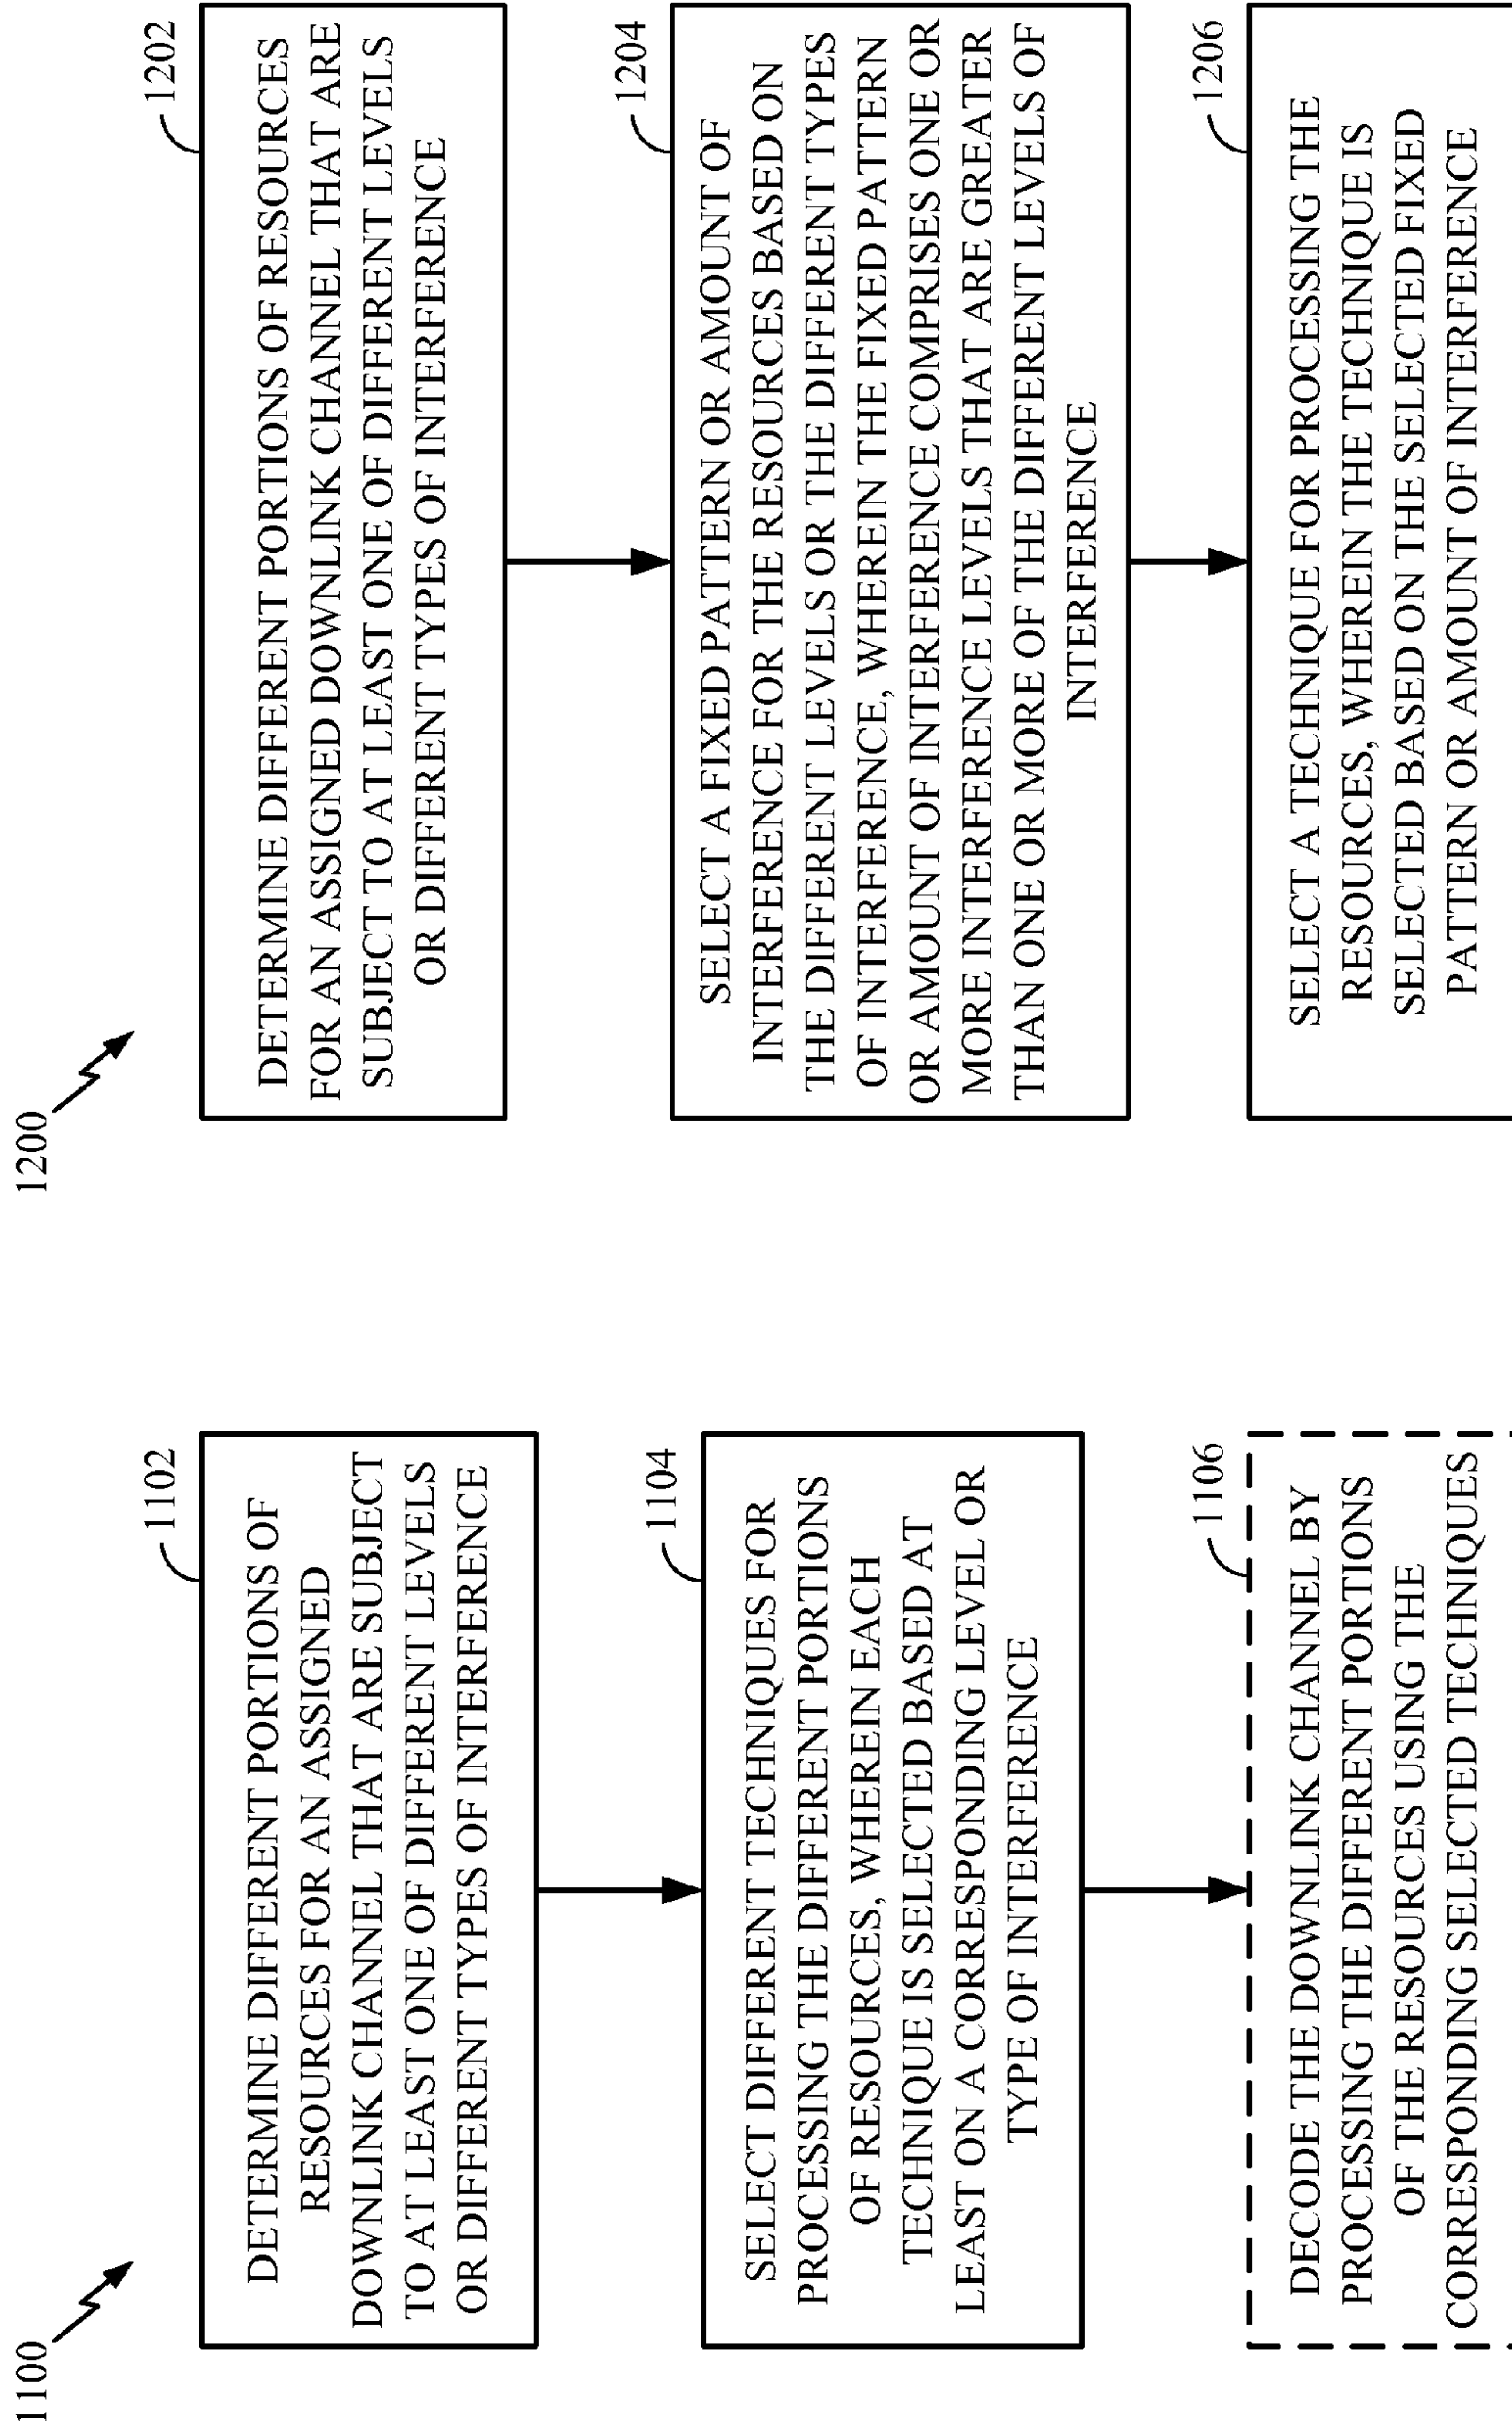 1100
1102
DETERMINE DIFFERENT PORTIONS OF
RESOURCES FOR AN ASSIGNED
DOWNLINK CHANNEL THAT ARE SUBJECT
TO AT LEAST ONE OF DIFFERENT LEVELS
OR DIFFERENT TYPES OF INTERFERENCE
1104
SELECT DIFFERENT TECHNIQUES FOR
PROCESSING THE DIFFERENT PORTIONS
OF RESOURCES, WHEREIN EACH
TECHNIQUE IS SELECTED BASED AT
LEAST ON A CORRESPONDING LEVEL OR
TYPE OF INTERFERENCE
1106
DECODE THE DOWNLINK CHANNEL BY
PROCESSING THE DIFFERENT PORTIONS
OF THE RESOURCES USING THE
CORRESPONDING SELECTED TECHNIQUES
1200
1202
DETERMINE DIFFERENT PORTIONS OF RESOURCES
FOR AN ASSIGNED DOWNLINK CHANNEL THAT ARE
SUBJECT TO AT LEAST ONE OF DIFFERENT LEVELS
OR DIFFERENT TYPES OF INTERFERENCE
1204
SELECT A FIXED PATTERN OR AMOUNT OF
INTERFERENCE FOR THE RESOURCES BASED ON
THE DIFFERENT LEVELS OR THE DIFFERENT TYPES
OF INTERFERENCE, WHEREIN THE FIXED PATTERN
OR AMOUNT OF INTERFERENCE COMPRISES ONE OR
MORE INTERFERENCE LEVELS THAT ARE GREATER
THAN ONE OR MORE OF THE DIFFERENT LEVELS OF
INTERFERENCE
1206
SELECT A TECHNIQUE FOR PROCESSING THE
RESOURCES, WHEREIN THE TECHNIQUE IS
SELECTED BASED ON THE SELECTED FIXED
PATTERN OR AMOUNT OF INTERFERENCE